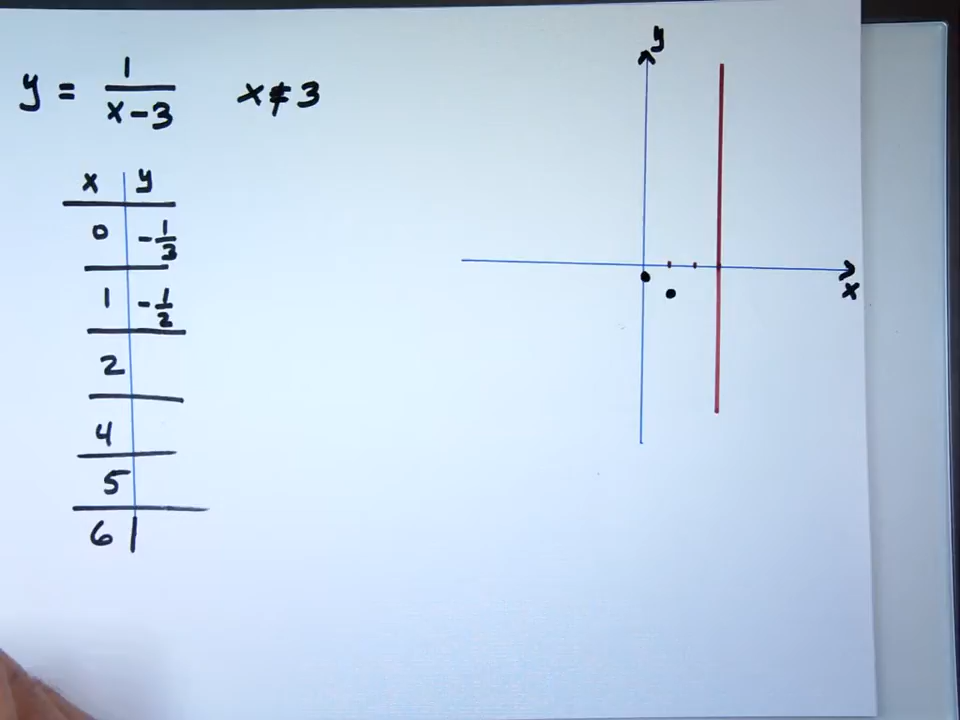 y = 1/(x-3) x≠3
x y
0 -1/3
1 -1/2
2
4
5
6
y
x